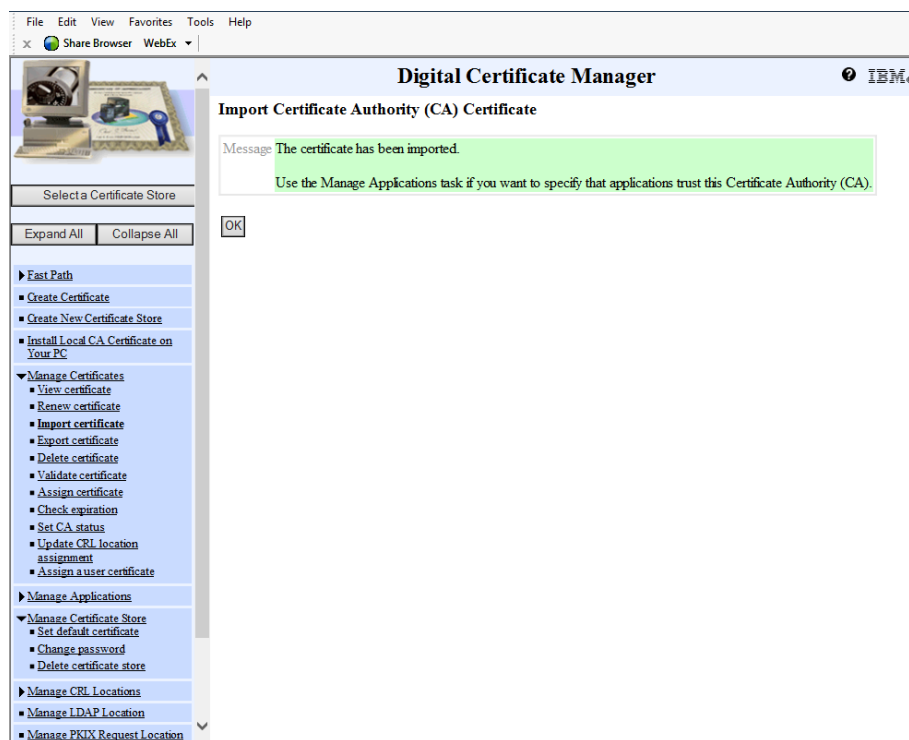 File Edit View Favorites Tools Help
x Share Browser WebEx
Digital Certificate Manager
IBM
Import Certificate Authority (CA) Certificate
Message The certificate has been imported.
Use the Manage Applications task if you want to specify that applications trust this Certificate Authority (CA).
OK
Select a Certificate Store
Expand All Collapse All
Fast Path
Create Certificate
Create New Certificate Store
Install Local CA Certificate on
Your PC
Manage Certificates
View certificate
Renew certificate
Import certificate
Export certificate
Delete certificate
Validate certificate
Assign certificate
Check expiration
Set CA status
Update CRL location
assignment
Assign a user certificate
Manage Applications
Manage Certificate Store
Set default certificate
Change password
Delete certificate store
Manage CRL Locations
Manage LDAP Location
Manage PKIX Request Location